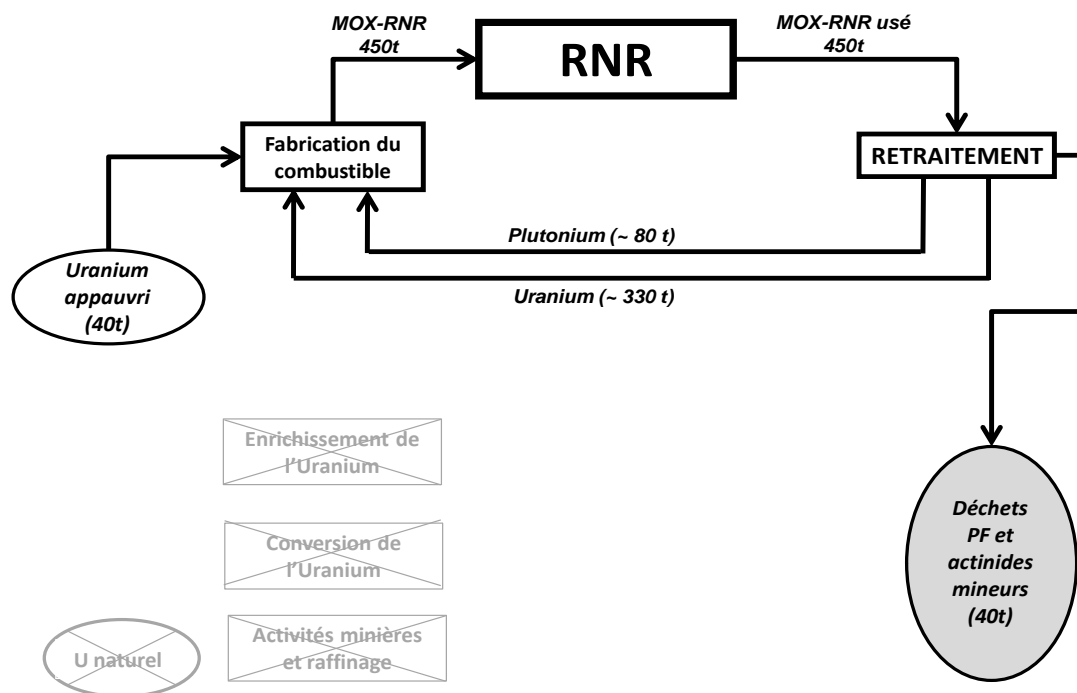 MOX-RNR
450t
RNR
MOX-RNR usé
450t
Fabrication du
combustible
RETRAITEMENT
Plutonium (~ 80 t)
Uranium
appauvri
(40t)
Uranium (~ 330 t)
Enrichissement de
l’Uranium
Conversion de
l’Uranium
Déchets
PF et
actinides
mineurs
(40t)
U naturel
Activités minières
et raffinage